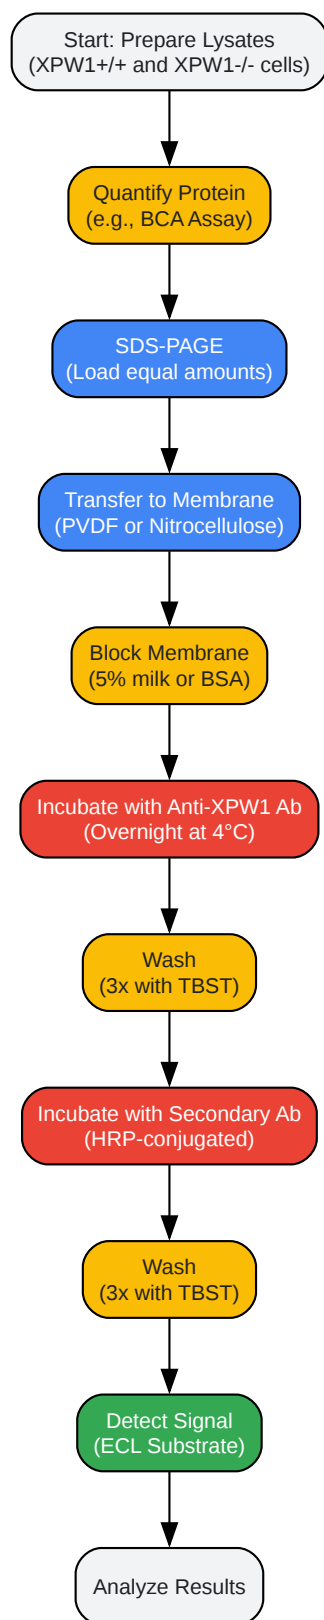 Start: Prepare Lysates
(XPW1+/+ and XPW1-/- cells)
Quantify Protein
(e.g., BCA Assay)
SDS-PAGE
(Load equal amounts)
Transfer to Membrane
(PVDF or Nitrocellulose)
Block Membrane
(5% milk or BSA)
Incubate with Anti-XPW1 Ab
(Overnight at 4°C)
Wash
(3x with TBST)
Incubate with Secondary Ab
(HRP-conjugated)
Wash
(3x with TBST)
Detect Signal
(ECL Substrate)
Analyze Results